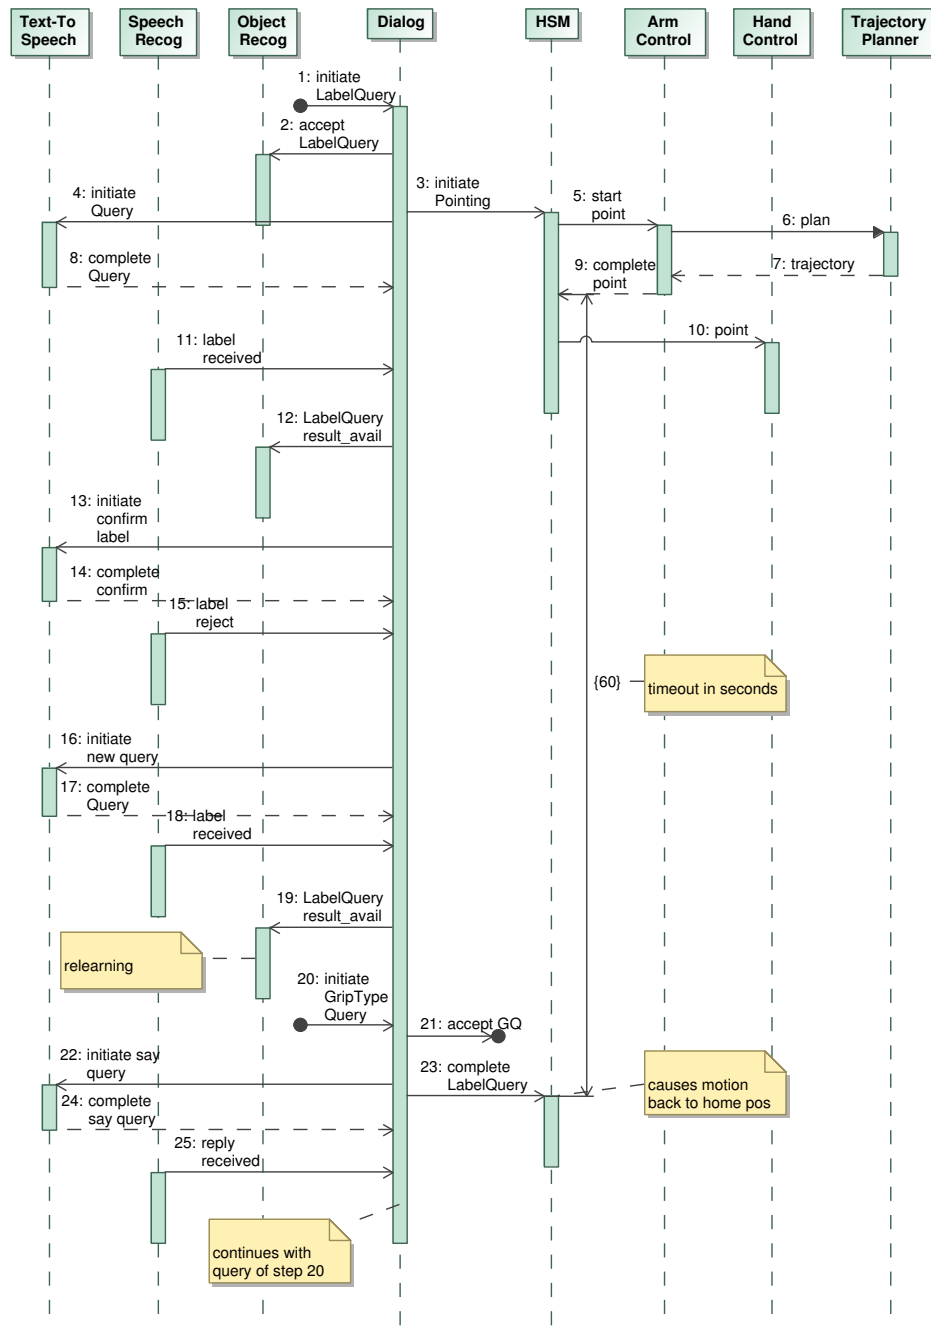 Text-To
Speech
Speech
Recog
Object
Recog
Dialog
HSM
Arm
Control
Hand
Control
Trajectory
Planner
1: initiate
LabelQuery
2: accept
LabelQuery
3: initiate
Pointing
4: initiate
Query
5: start
point
6: plan
7: trajectory
8: complete
Query
9: complete
point
10: point
11: label
received
12: LabelQuery
result_avail
13: initiate
confirm
label
14: complete
confirm
15: label
reject
{60}
timeout in seconds
16: initiate
new query
17: complete
Query
18: label
received
19: LabelQuery
result_avail
relearning
20: initiate
GripType
Query
21: accept GQ
22: initiate say
query
23: complete
LabelQuery
causes motion
back to home pos
24: complete
say query
25: reply
received
continues with
query of step 20